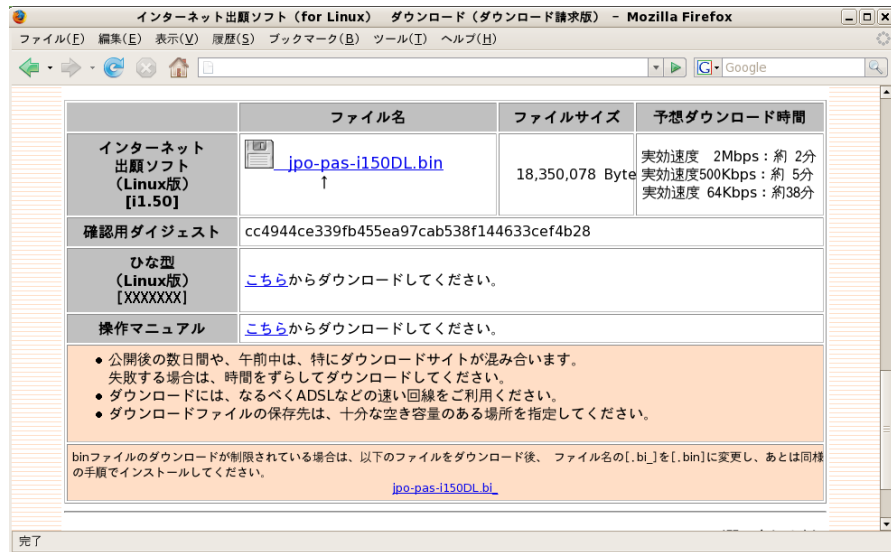 インターネット出願ソフト（for Linux） ダウンロード（ダウンロード請求版） - Mozilla Firefox
ファイル(F) 編集(E) 表示(V) 履歴(S) ブックマーク(B) ツール(T) ヘルプ(H)
G Google
ファイル名 ファイルサイズ 予想ダウンロード時間
インターネット
出願ソフト
（Linux版）
[i1.50]
jpo-pas-i150DL.bin
↑
18,350,078 Byte
実効速度 2Mbps：約 2分
実効速度500Kbps：約 5分
実効速度 64Kbps：約38分
確認用ダイジェスト cc4944ce339fb455ea97cab538f144633cef4b28
ひな型
（Linux版）
[XXXXXXX]
こちらからダウンロードしてください。
操作マニュアル こちらからダウンロードしてください。
● 公開後の数日間や、午前中は、特にダウンロードサイトが混み合います。
失敗する場合は、時間をずらしてダウンロードしてください。
● ダウンロードには、なるべくADSLなどの速い回線をご利用ください。
● ダウンロードファイルの保存先は、十分な空き容量のある場所を指定してください。
binファイルのダウンロードが制限されている場合は、以下のファイルをダウンロード後、 ファイル名の[.bi_]を[.bin]に変更し、あとは同様
の手順でインストールしてください。
jpo-pas-i150DL.bi_
完了